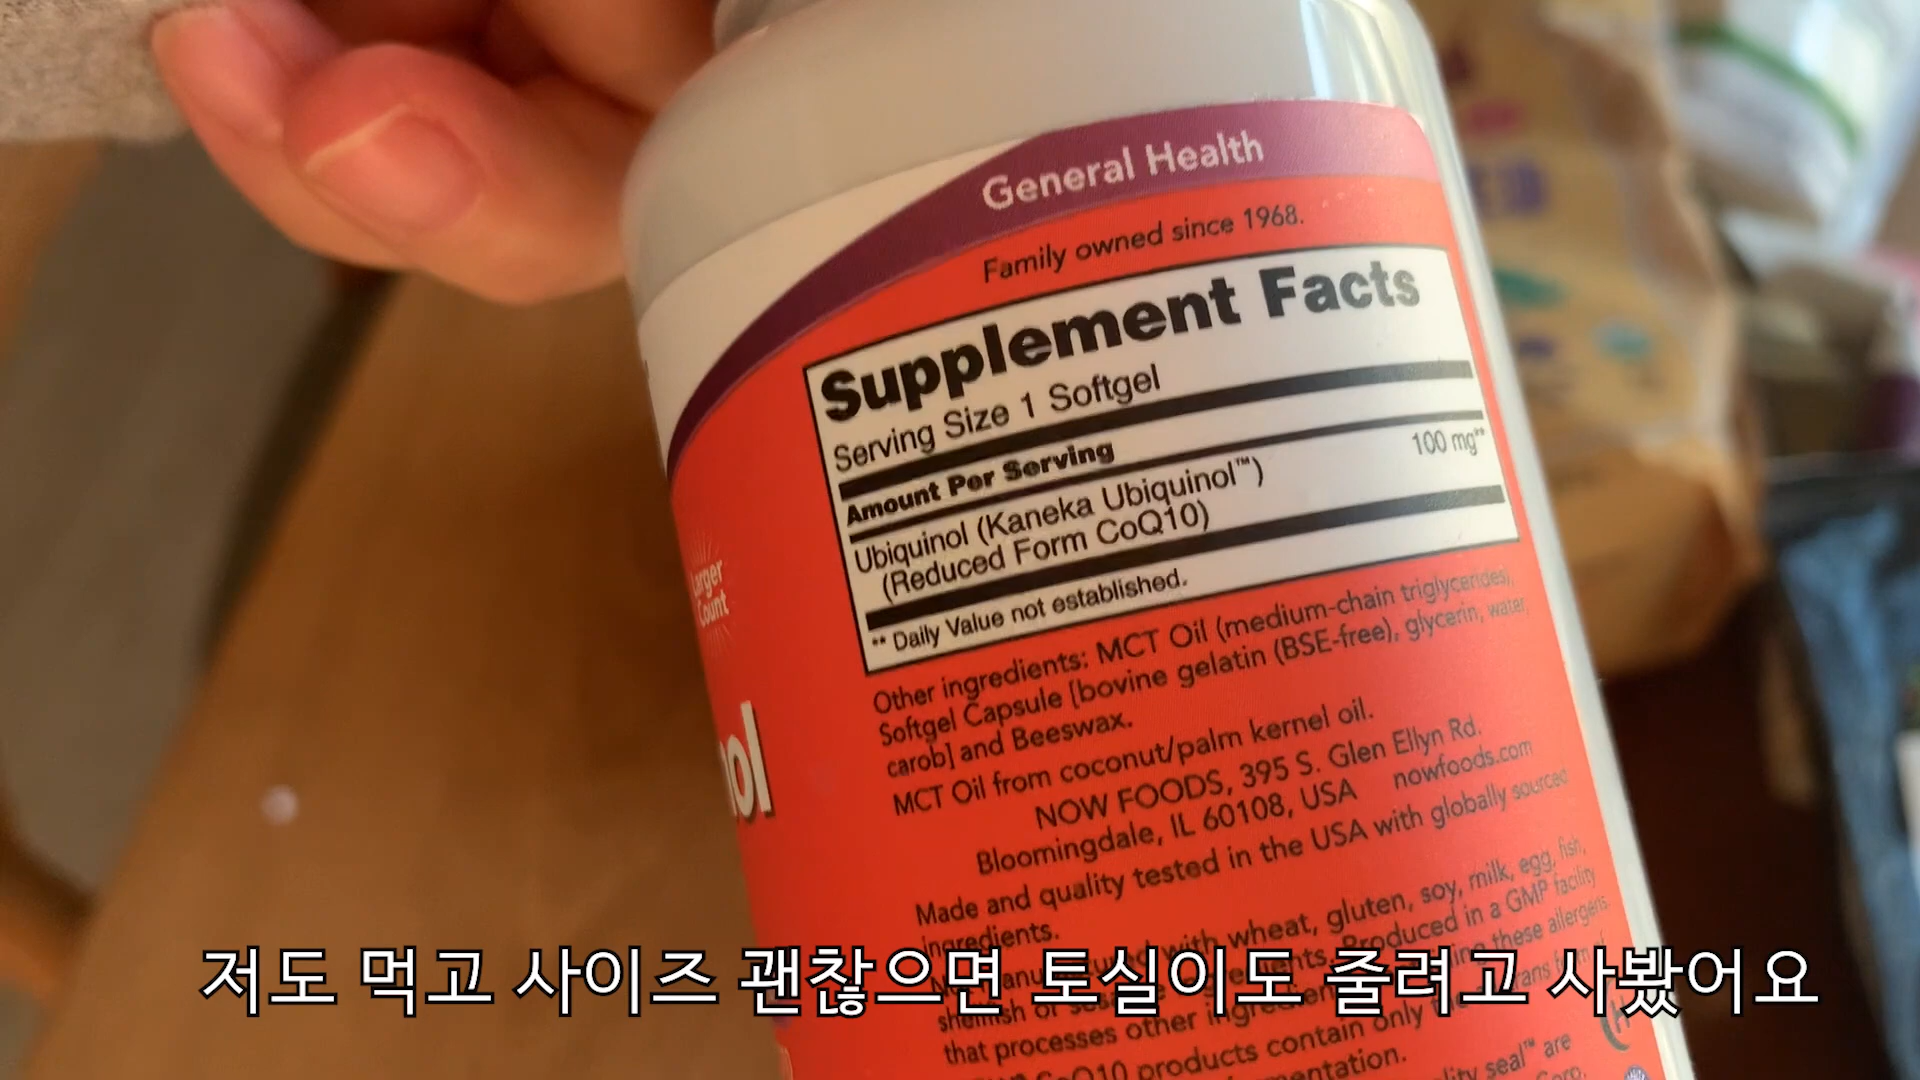 General Health
Family owned since 1968.
Supplement Facts
Serving Size 1 Softgel
Amount Per Serving
Ubiquinol (Kaneka Ubiquinol™) 100 mg**
(Reduced Form CoQ10)
** Daily Value not established.
Other ingredients: MCT Oil (medium-chain triglycerides),
Softgel Capsule [bovine gelatin (BSE-free), glycerin, water,
carob] and Beeswax.
MCT Oil from coconut/palm kernel oil.
NOW FOODS, 395 S. Glen Ellyn Rd.
Bloomingdale, IL 60108, USA nowfoods.com
Made and quality tested in the USA with globally sourced
ingredients.
with wheat, gluten, soy, milk, egg, fish,
Produced in a GMP facility
that processes other these allergens.
CoQ10 products contain only
seal™ are
Larger
Count
ol
저도 먹고 사이즈 괜찮으면 토실이도 줄려고 사봤어요